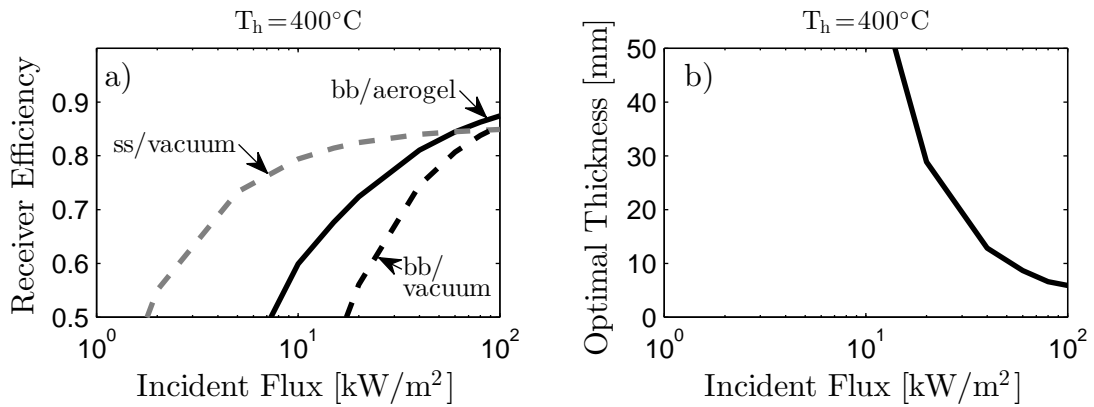 T_h=400°C
a)
bb/aerogel
ss/vacuum
bb/
vacuum
Receiver Efficiency
0.9
0.8
0.7
0.6
0.5
10^0
10^1
10^2
Incident Flux [kW/m^2]
T_h=400°C
b)
Optimal Thickness [mm]
50
40
30
20
10
0
10^0
10^1
10^2
Incident Flux [kW/m^2]